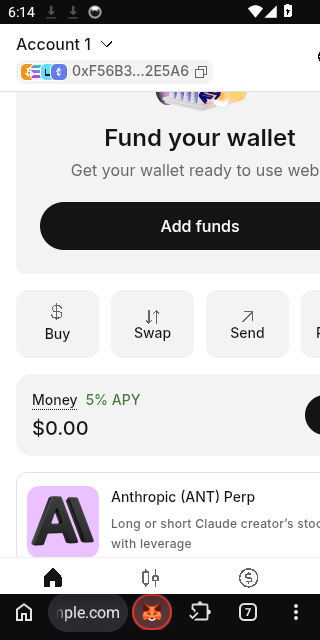 6:14
Account 1
0xF56B3...2E5A6
Fund your wallet
Get your wallet ready to use web
Add funds
Buy
Swap
Send
Money 5% APY
$0.00
Anthropic (ANT) Perp
Long or short Claude creator's
with leverage
mple.com
7